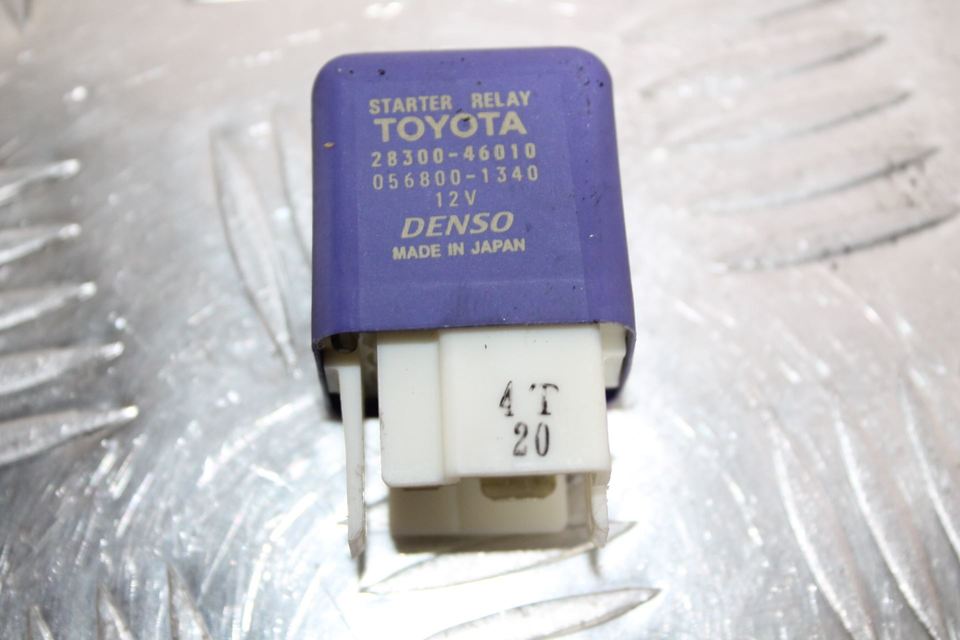 STARTER RELAY
TOYOTA
28300-46010
056800-1340
12V
DENSO
MADE IN JAPAN
4T
20